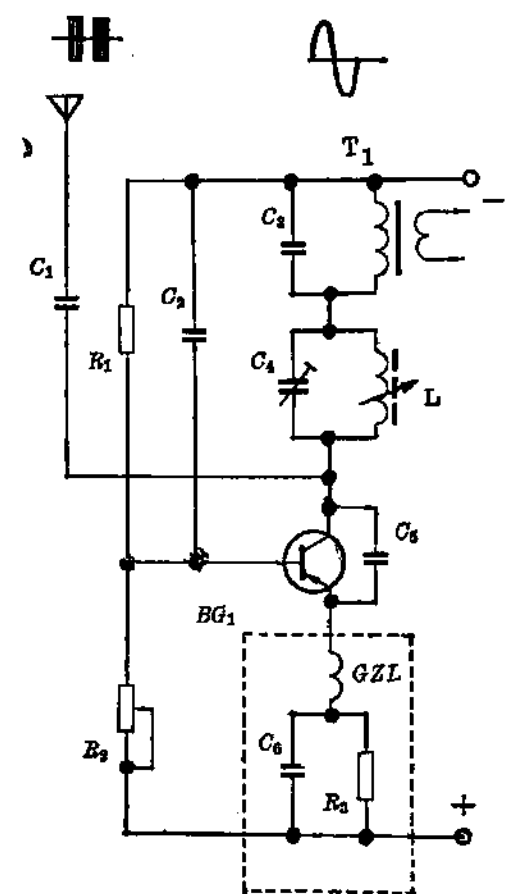 )
T₁
−
C₃
C₁
C₂
R₁
C₄
L
C₅
BG₁
GZL
C₆
R₂
R₃
+